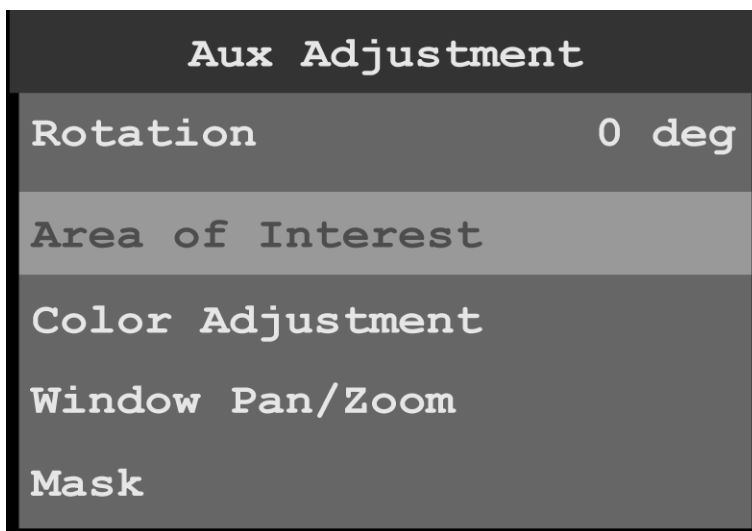 Aux Adjustment
Rotation 0 deg
Area of Interest
Color Adjustment
Window Pan/Zoom
Mask